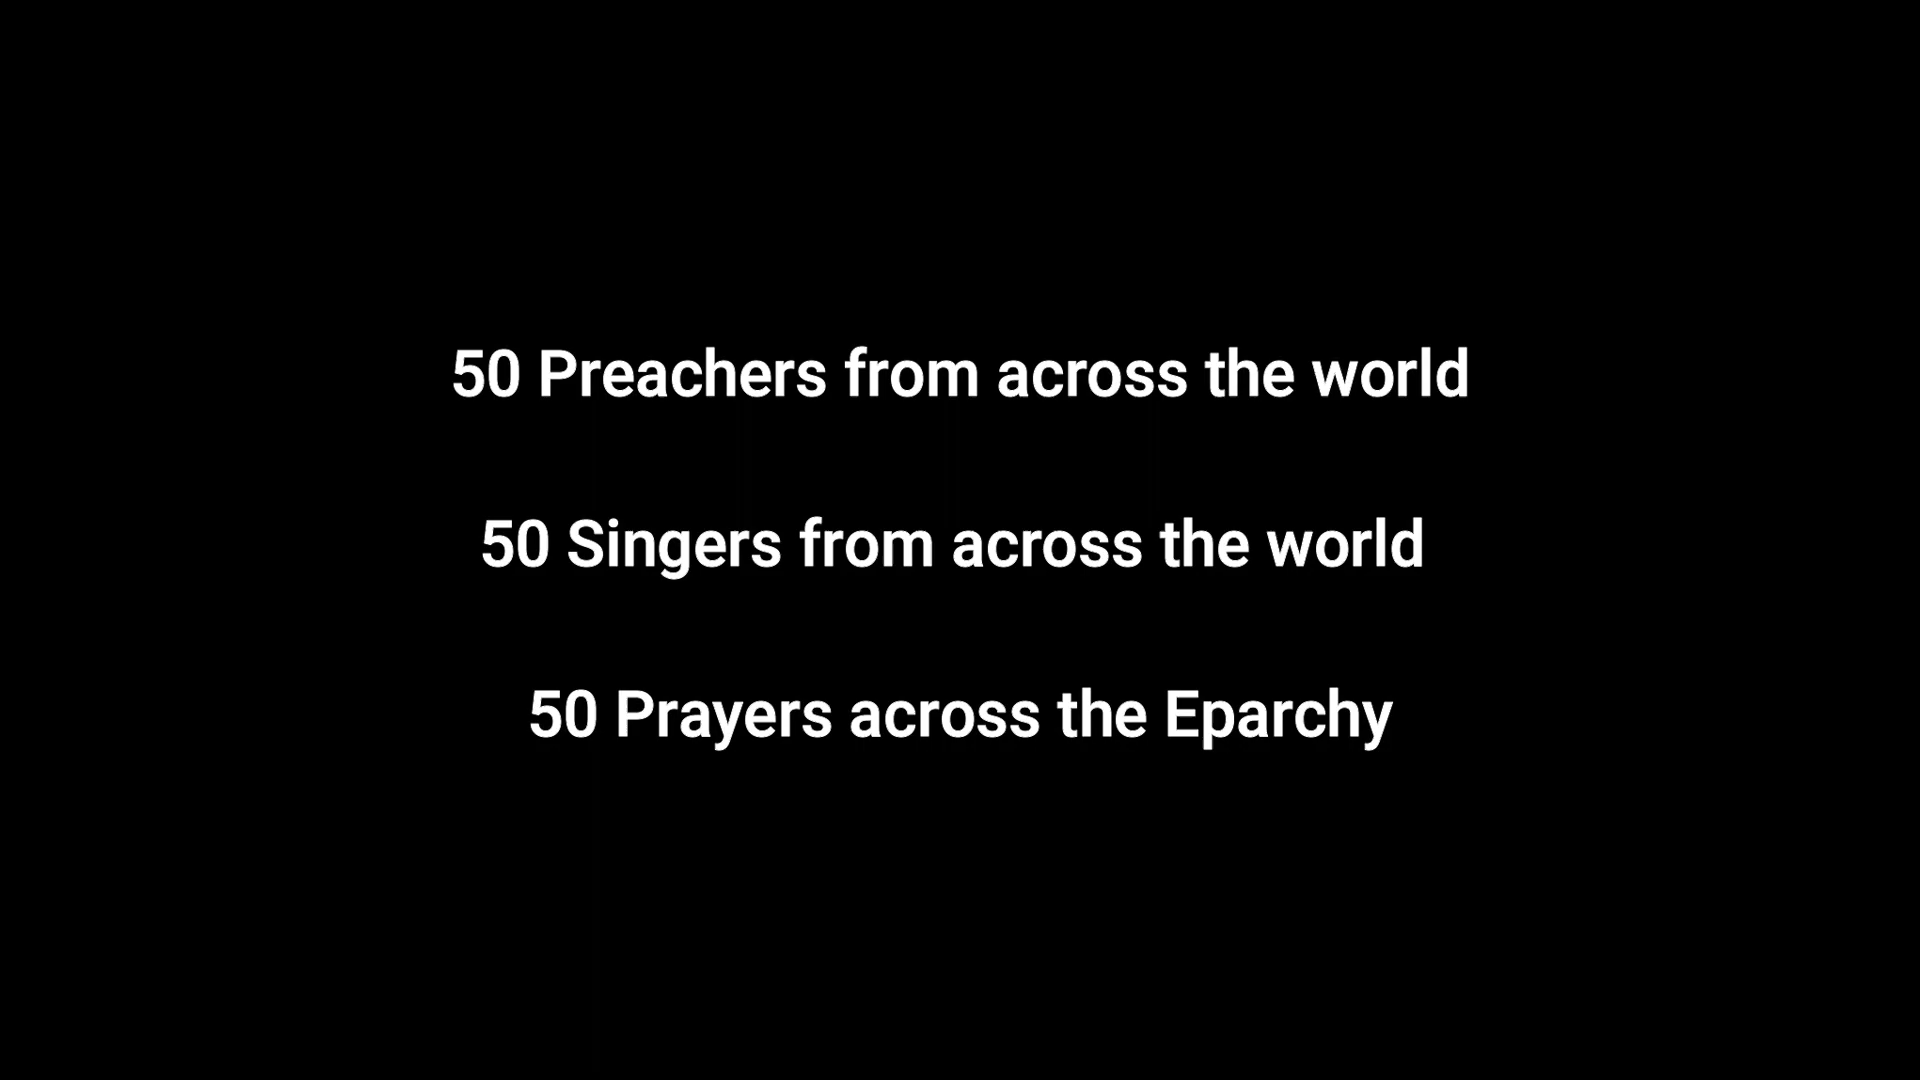 50 Preachers from across the world
50 Singers from across the world
50 Prayers across the Eparchy